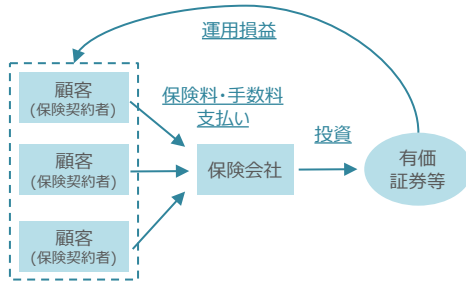 運用損益
顧客
(保険契約者)
保険料・手数料
支払い
顧客
(保険契約者)
保険会社
投資
有価
証券等
顧客
(保険契約者)